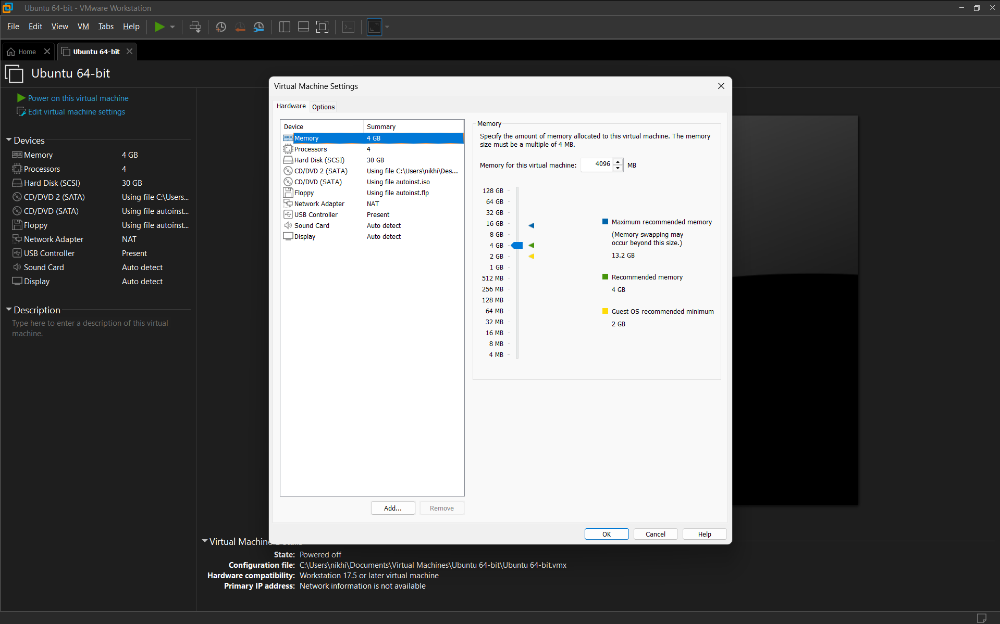 Ubuntu 64-bit - VMware Workstation
File Edit View VM Tabs Help
Home
Ubuntu 64-bit
Ubuntu 64-bit
Power on this virtual machine
Edit virtual machine settings
Devices
Memory 4 GB
Processors 4
Hard Disk (SCSI) 30 GB
CD/DVD 2 (SATA) Using file C:\Users...
CD/DVD (SATA) Using file autoinst...
Floppy Using file autoinst...
Network Adapter NAT
USB Controller Present
Sound Card Auto detect
Display Auto detect
Description
Type here to enter a description of this virtual
machine.
Virtual Machine Settings
Hardware Options
Device Summary
Memory 4 GB
Processors 4
Hard Disk (SCSI) 30 GB
CD/DVD 2 (SATA) Using file C:\Users\nikhi\Des...
CD/DVD (SATA) Using file autoinst.iso
Floppy Using file autoinst.flp
Network Adapter NAT
USB Controller Present
Sound Card Auto detect
Display Auto detect
Add... Remove
Memory
Specify the amount of memory allocated to this virtual machine. The memory
size must be a multiple of 4 MB.
Memory for this virtual machine: 4096 MB
128 GB
64 GB
32 GB
16 GB
8 GB
4 GB
2 GB
1 GB
512 MB
256 MB
128 MB
64 MB
32 MB
16 MB
8 MB
4 MB
Maximum recommended memory
(Memory swapping may
occur beyond this size.)
13.2 GB
Recommended memory
4 GB
Guest OS recommended minimum
2 GB
OK Cancel Help
Virtual Machine
State: Powered off
Configuration file: C:\Users\nikhi\Documents\Virtual Machines\Ubuntu 64-bit\Ubuntu 64-bit.vmx
Hardware compatibility: Workstation 17.5 or later virtual machine
Primary IP address: Network information is not available